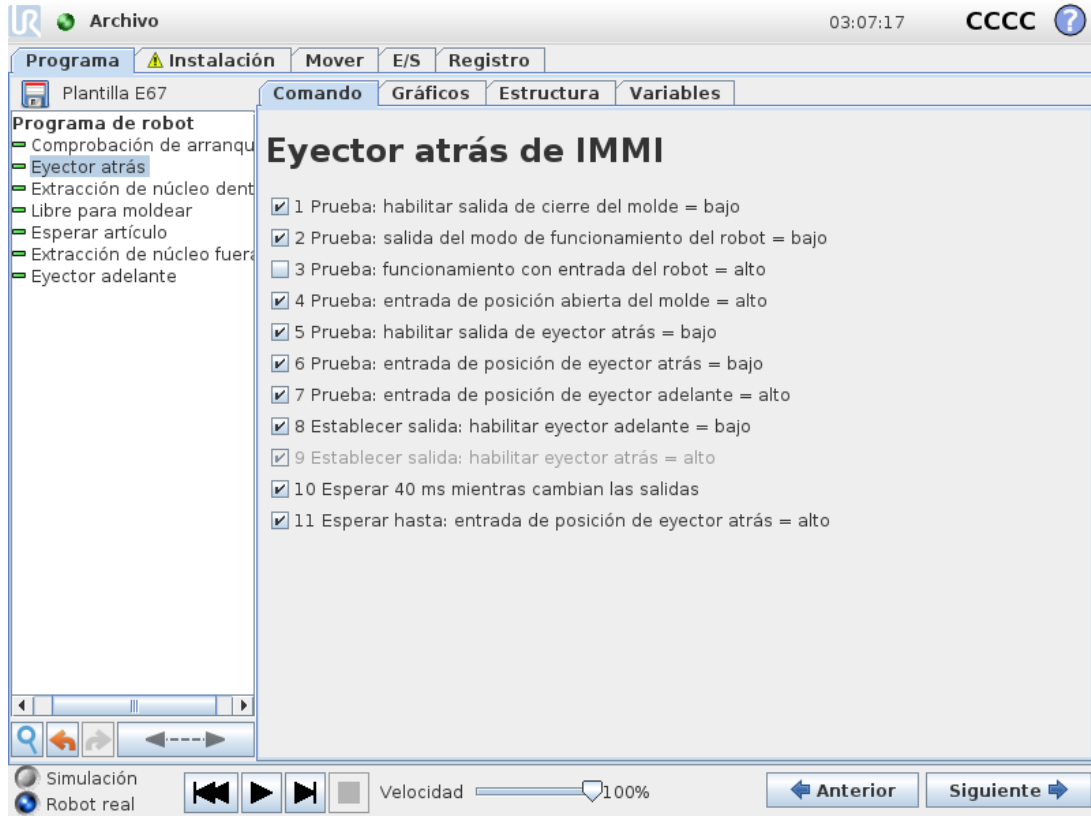 UR Archivo 03:07:17 CCCC ?
Programa Instalación Mover E/S Registro
Plantilla E67 Comando Gráficos Estructura Variables
Programa de robot
Comprobación de arranqu
Eyector atrás
Extracción de núcleo dent
Libre para moldear
Esperar artículo
Extracción de núcleo fuera
Eyector adelante
Eyector atrás de IMMI
1 Prueba: habilitar salida de cierre del molde = bajo
2 Prueba: salida del modo de funcionamiento del robot = bajo
3 Prueba: funcionamiento con entrada del robot = alto
4 Prueba: entrada de posición abierta del molde = alto
5 Prueba: habilitar salida de eyector atrás = bajo
6 Prueba: entrada de posición de eyector atrás = bajo
7 Prueba: entrada de posición de eyector adelante = alto
8 Establecer salida: habilitar eyector adelante = bajo
9 Establecer salida: habilitar eyector atrás = alto
10 Esperar 40 ms mientras cambian las salidas
11 Esperar hasta: entrada de posición de eyector atrás = alto
Simulación
Robot real
Velocidad 100%
Anterior Siguiente